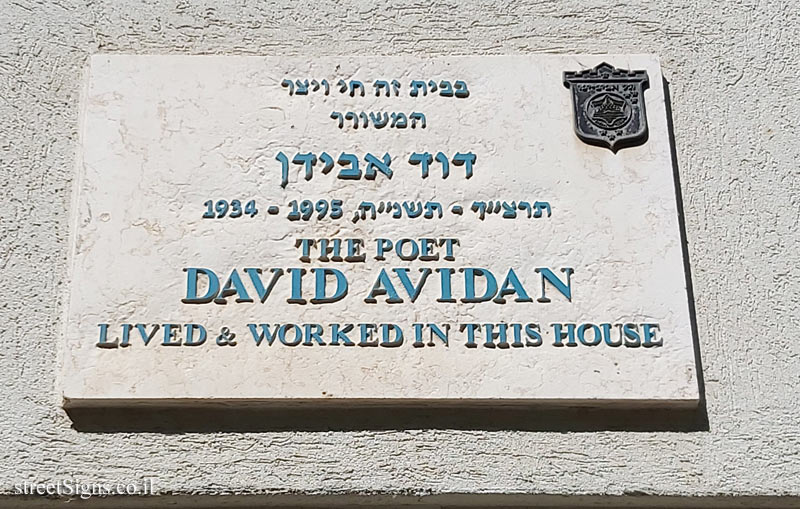 בבית זה חי ויצר
המשורר
דוד אבידן
תרצ״ד - תשנ״ה, 1995 - 1934
THE POET
DAVID AVIDAN
LIVED & WORKED IN THIS HOUSE
streetSigns.co.il